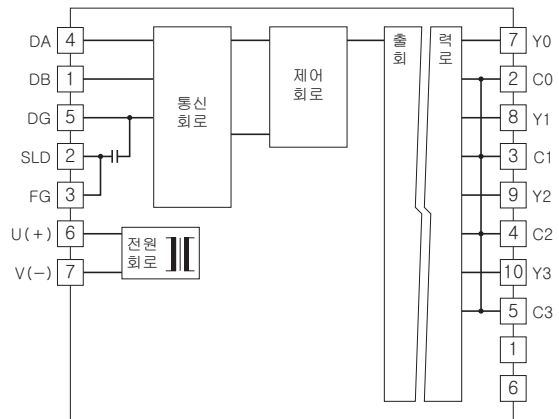 DA 4
DB 1
DG 5
SLD 2
FG 3
U(+) 6
V(−) 7
통신
회로
제어
회로
전원
회로
출 력
회 로
7 Y0
2 C0
8 Y1
3 C1
9 Y2
4 C2
10 Y3
5 C3
1
6